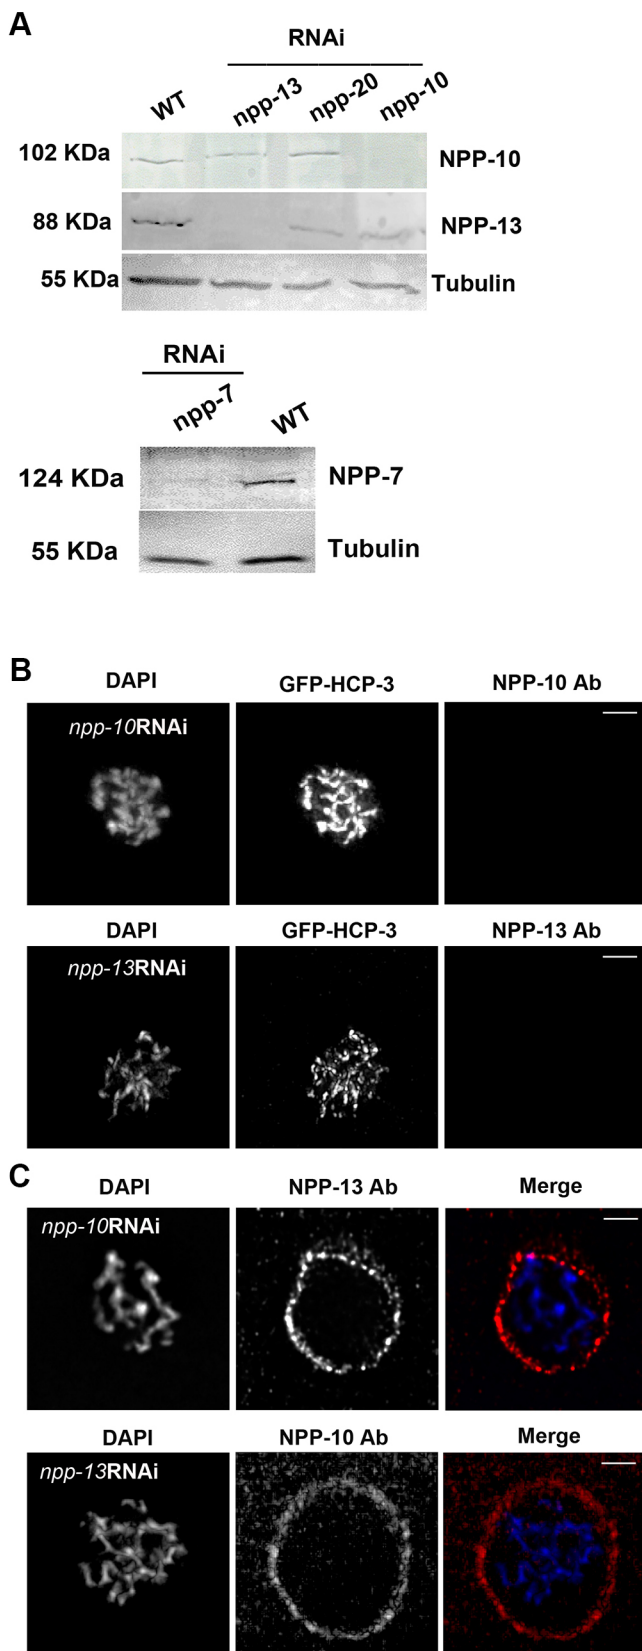 A
RNAi
WT npp-13 npp-20 npp-10
102 KDa NPP-10
88 KDa NPP-13
55 KDa Tubulin
RNAi
npp-7 WT
124 KDa NPP-7
55 KDa Tubulin
B
DAPI GFP-HCP-3 NPP-10 Ab
npp-10RNAi
DAPI GFP-HCP-3 NPP-13 Ab
npp-13RNAi
C
DAPI NPP-13 Ab Merge
npp-10RNAi
DAPI NPP-10 Ab Merge
npp-13RNAi